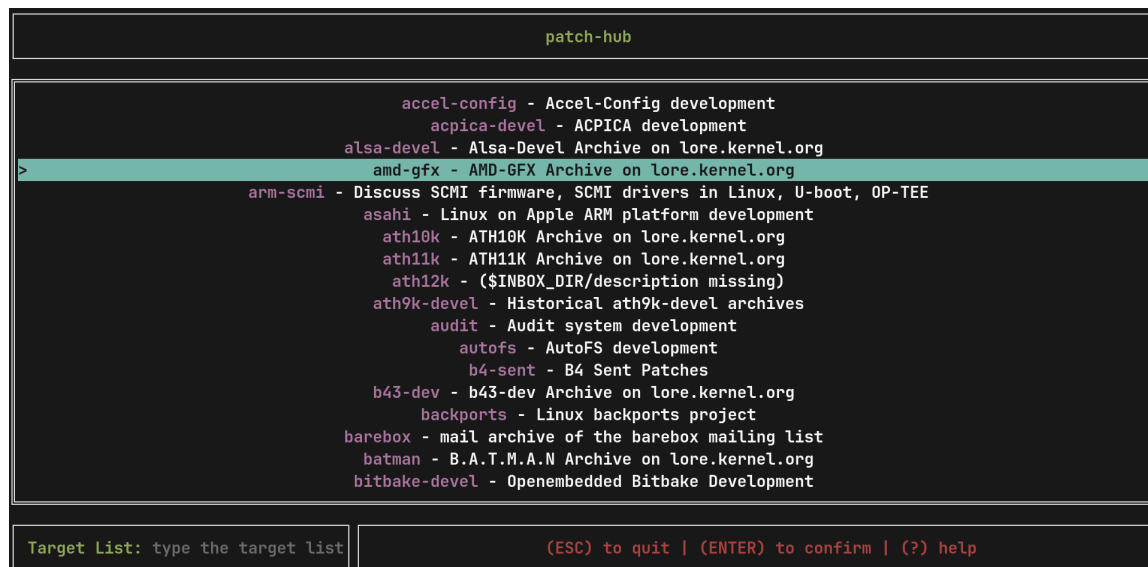 patch-hub
accel-config - Accel-Config development
acpica-devel - ACPICA development
alsa-devel - Alsa-Devel Archive on lore.kernel.org
> amd-gfx - AMD-GFX Archive on lore.kernel.org
arm-scmi - Discuss SCMI firmware, SCMI drivers in Linux, U-boot, OP-TEE
asahi - Linux on Apple ARM platform development
ath10k - ATH10K Archive on lore.kernel.org
ath11k - ATH11K Archive on lore.kernel.org
ath12k - ($INBOX_DIR/description missing)
ath9k-devel - Historical ath9k-devel archives
audit - Audit system development
autofs - AutoFS development
b4-sent - B4 Sent Patches
b43-dev - b43-dev Archive on lore.kernel.org
backports - Linux backports project
barebox - mail archive of the barebox mailing list
batman - B.A.T.M.A.N Archive on lore.kernel.org
bitbake-devel - Openembedded Bitbake Development
Target List: type the target list
(ESC) to quit | (ENTER) to confirm | (?) help